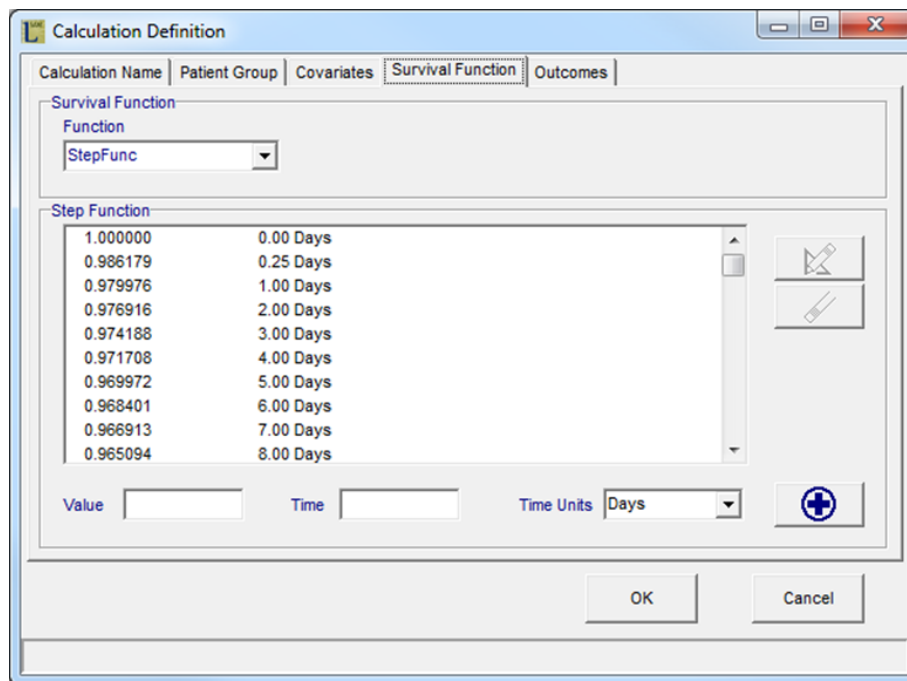 Calculation Definition
Calculation Name Patient Group Covariates Survival Function Outcomes
Survival Function
Function
StepFunc
Step Function
1.000000 0.00 Days
0.986179 0.25 Days
0.979976 1.00 Days
0.976916 2.00 Days
0.974188 3.00 Days
0.971708 4.00 Days
0.969972 5.00 Days
0.968401 6.00 Days
0.966913 7.00 Days
0.965094 8.00 Days
Value Time Time Units Days
OK Cancel